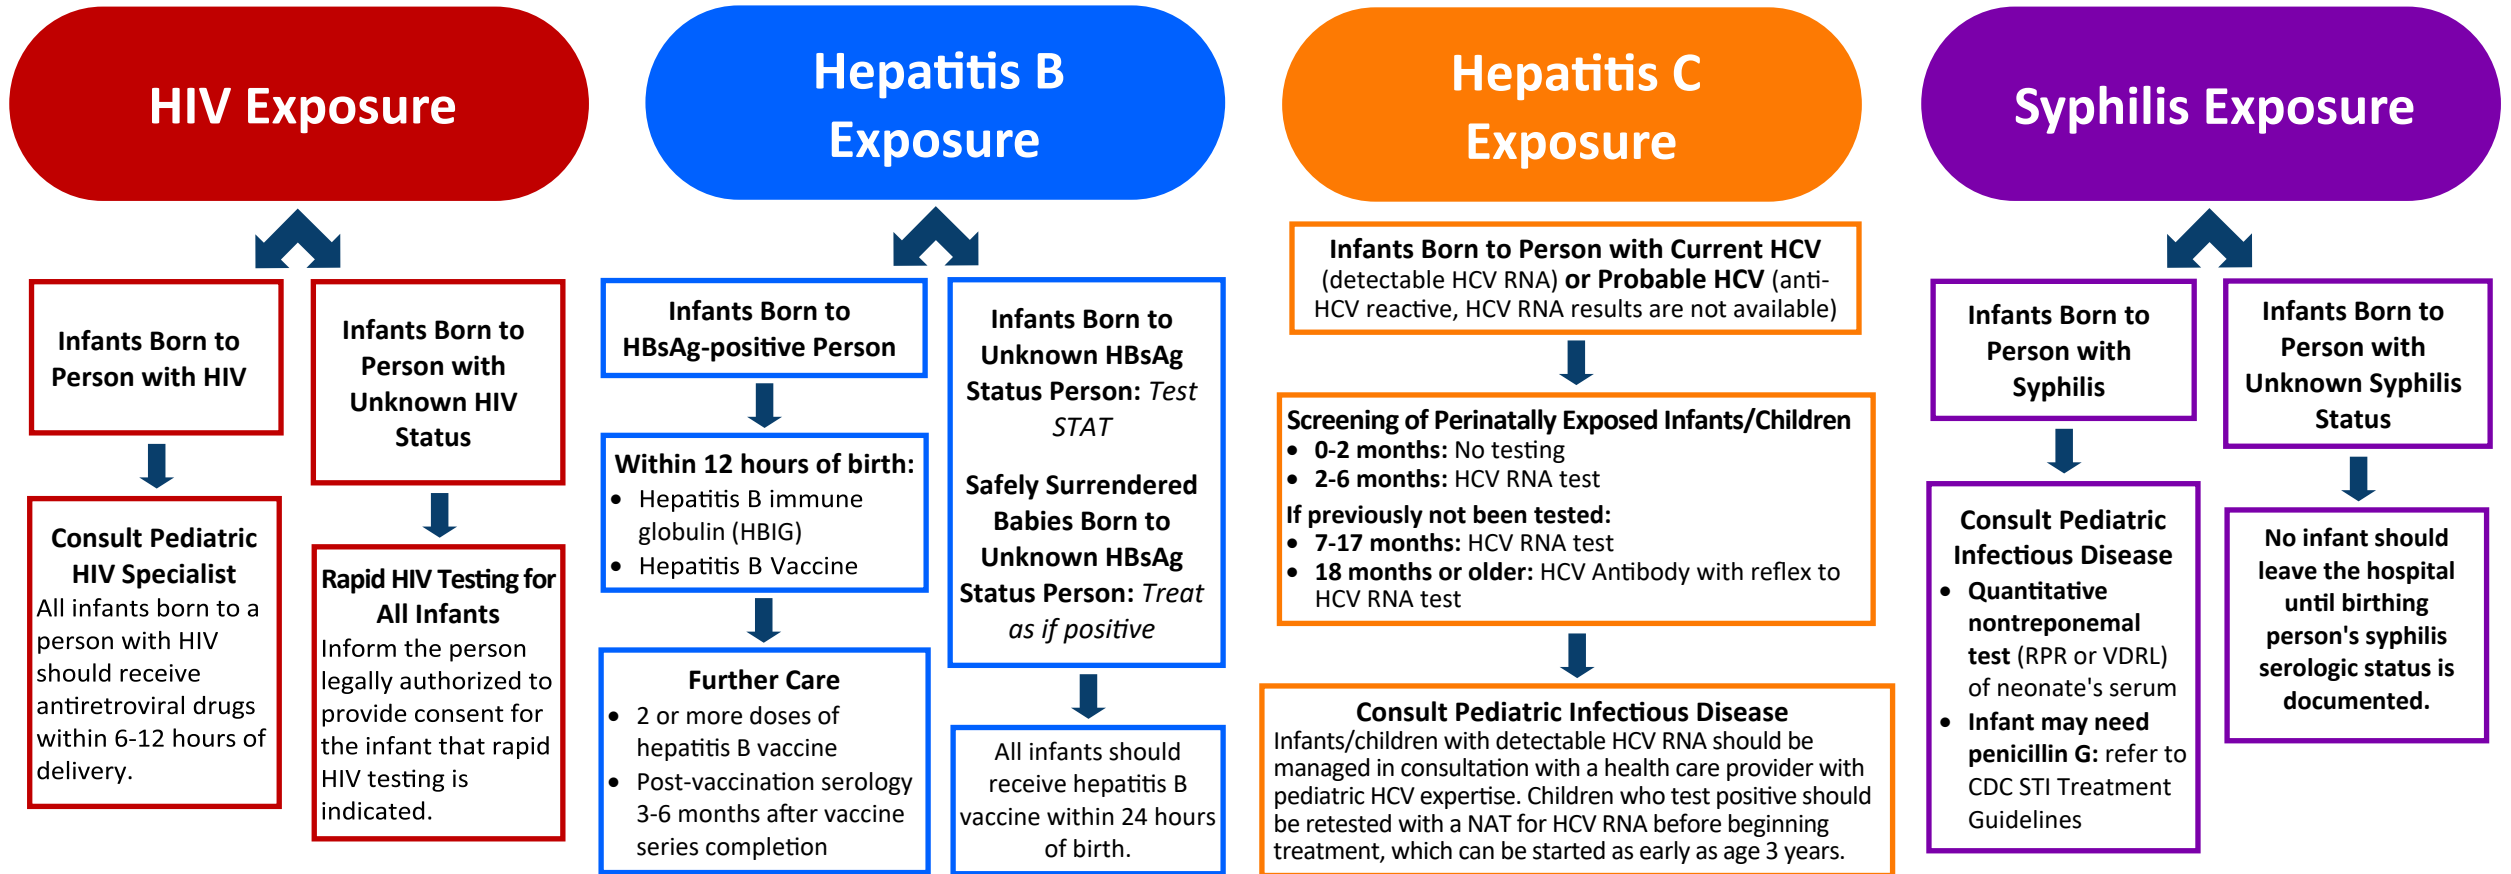 HIV Exposure
Infants Born to
Person with HIV
Consult Pediatric
HIV Specialist
All infants born to a
person with HIV
should receive
antiretroviral drugs
within 6-12 hours of
delivery.
Infants Born to
Person with
Unknown HIV
Status
Rapid HIV Testing for
All Infants
Inform the person
legally authorized to
provide consent for
the infant that rapid
HIV testing is
indicated.
Hepatitis B
Exposure
Infants Born to
HBsAg-positive Person
Within 12 hours of birth:
• Hepatitis B immune
globulin (HBIG)
• Hepatitis B Vaccine
Further Care
• 2 or more doses of
hepatitis B vaccine
• Post-vaccination serology
3-6 months after vaccine
series completion
Infants Born to
Unknown HBsAg
Status Person: Test
STAT
Safely Surrendered
Babies Born to
Unknown HBsAg
Status Person: Treat
as if positive
All infants should
receive hepatitis B
vaccine within 24 hours
of birth.
Hepatitis C
Exposure
Infants Born to Person with Current HCV
(detectable HCV RNA) or Probable HCV (anti-
HCV reactive, HCV RNA results are not available)
Screening of Perinatally Exposed Infants/Children
• 0-2 months: No testing
• 2-6 months: HCV RNA test
If previously not been tested:
• 7-17 months: HCV RNA test
• 18 months or older: HCV Antibody with reflex to
HCV RNA test
Consult Pediatric Infectious Disease
Infants/children with detectable HCV RNA should be
managed in consultation with a health care provider with
pediatric HCV expertise. Children who test positive should
be retested with a NAT for HCV RNA before beginning
treatment, which can be started as early as age 3 years.
Syphilis Exposure
Infants Born to
Person with
Syphilis
Consult Pediatric
Infectious Disease
• Quantitative
nontreponemal
test (RPR or VDRL)
of neonate's serum
• Infant may need
penicillin G: refer to
CDC STI Treatment
Guidelines
Infants Born to
Person with
Unknown Syphilis
Status
No infant should
leave the hospital
until birthing
person's syphilis
serologic status is
documented.